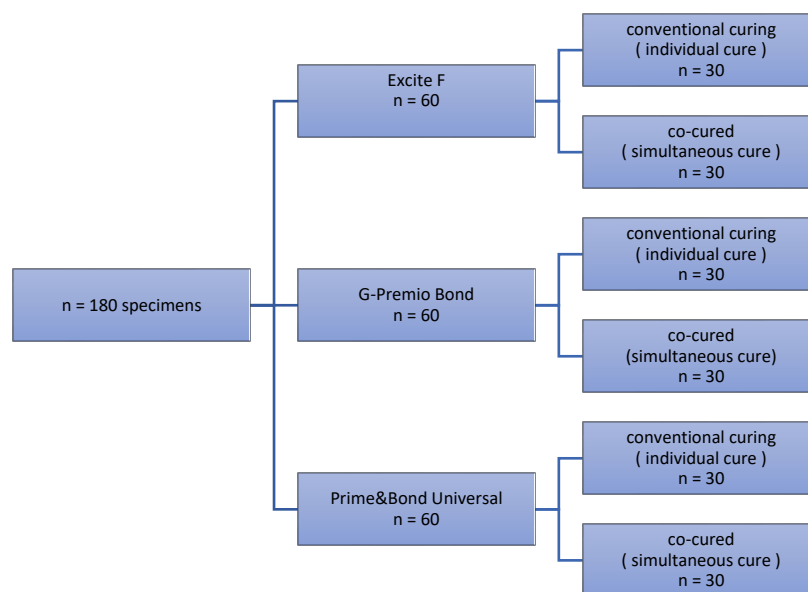 n = 180 specimens
Excite F
n = 60
conventional curing
( individual cure )
n = 30
co-cured
( simultaneous cure )
n = 30
G-Premio Bond
n = 60
conventional curing
( individual cure )
n = 30
co-cured
(simultaneous cure)
n = 30
Prime&Bond Universal
n = 60
conventional curing
( individual cure )
n = 30
co-cured
( simultaneous cure )
n = 30